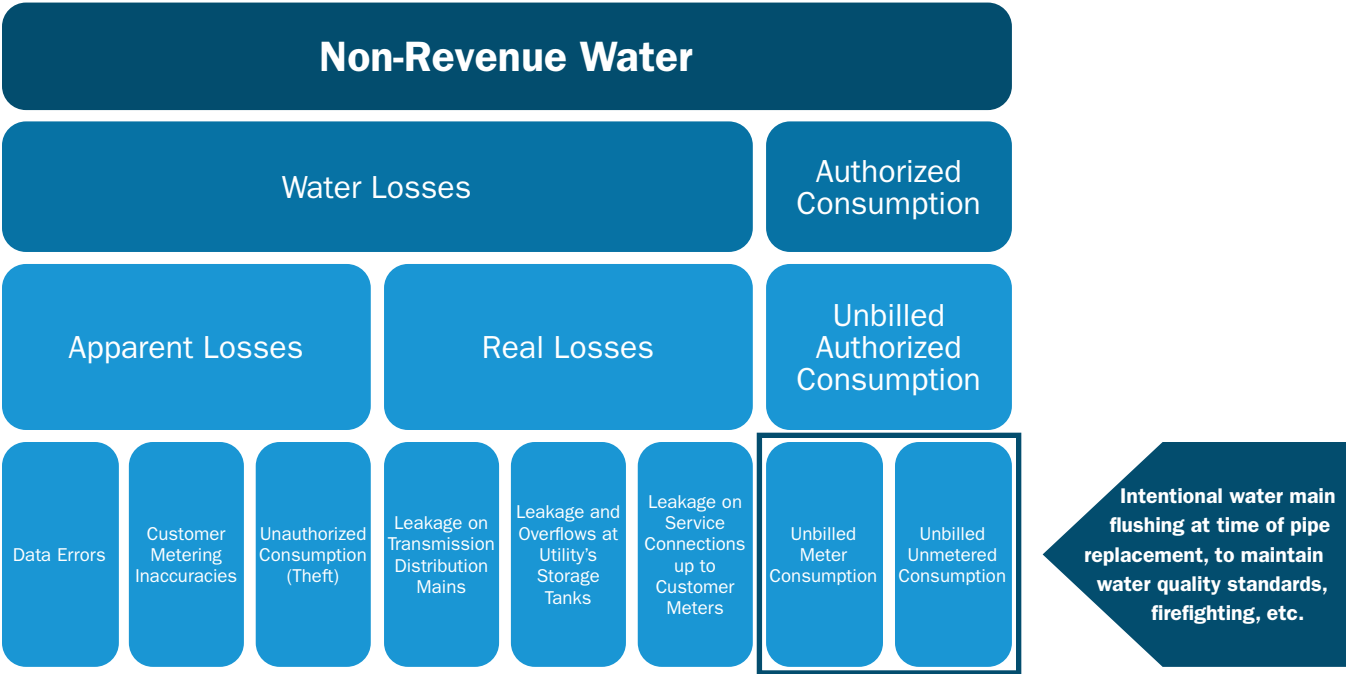 Non-Revenue Water
Water Losses
Authorized
Consumption
Apparent Losses
Real Losses
Unbilled
Authorized
Consumption
Data Errors
Customer
Metering
Inaccuracies
Unauthorized
Consumption
(Theft)
Leakage on
Transmission
Distribution
Mains
Leakage and
Overflows at
Utility’s
Storage
Tanks
Leakage on
Service
Connections
up to
Customer
Meters
Unbilled
Meter
Consumption
Unbilled
Unmetered
Consumption
Intentional water main
flushing at time of pipe
replacement, to maintain
water quality standards,
firefighting, etc.